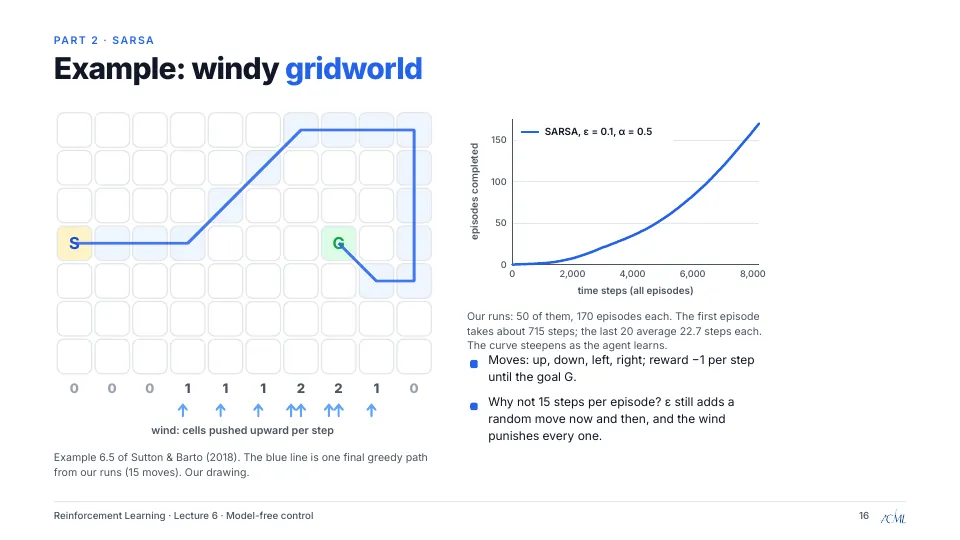 PART 2 · SARSA
Example: windy gridworld
S
G
0 0 0 1 1 1 2 2 1 0
wind: cells pushed upward per step
Example 6.5 of Sutton & Barto (2018). The blue line is one final greedy path
from our runs (15 moves). Our drawing.
SARSA, ε = 0.1, α = 0.5
episodes completed
150
100
50
0
0 2,000 4,000 6,000 8,000
time steps (all episodes)
Our runs: 50 of them, 170 episodes each. The first episode
takes about 715 steps; the last 20 average 22.7 steps each.
The curve steepens as the agent learns.
Moves: up, down, left, right; reward −1 per step
until the goal G.
Why not 15 steps per episode? ε still adds a
random move now and then, and the wind
punishes every one.
Reinforcement Learning · Lecture 6 · Model-free control
16
ACML